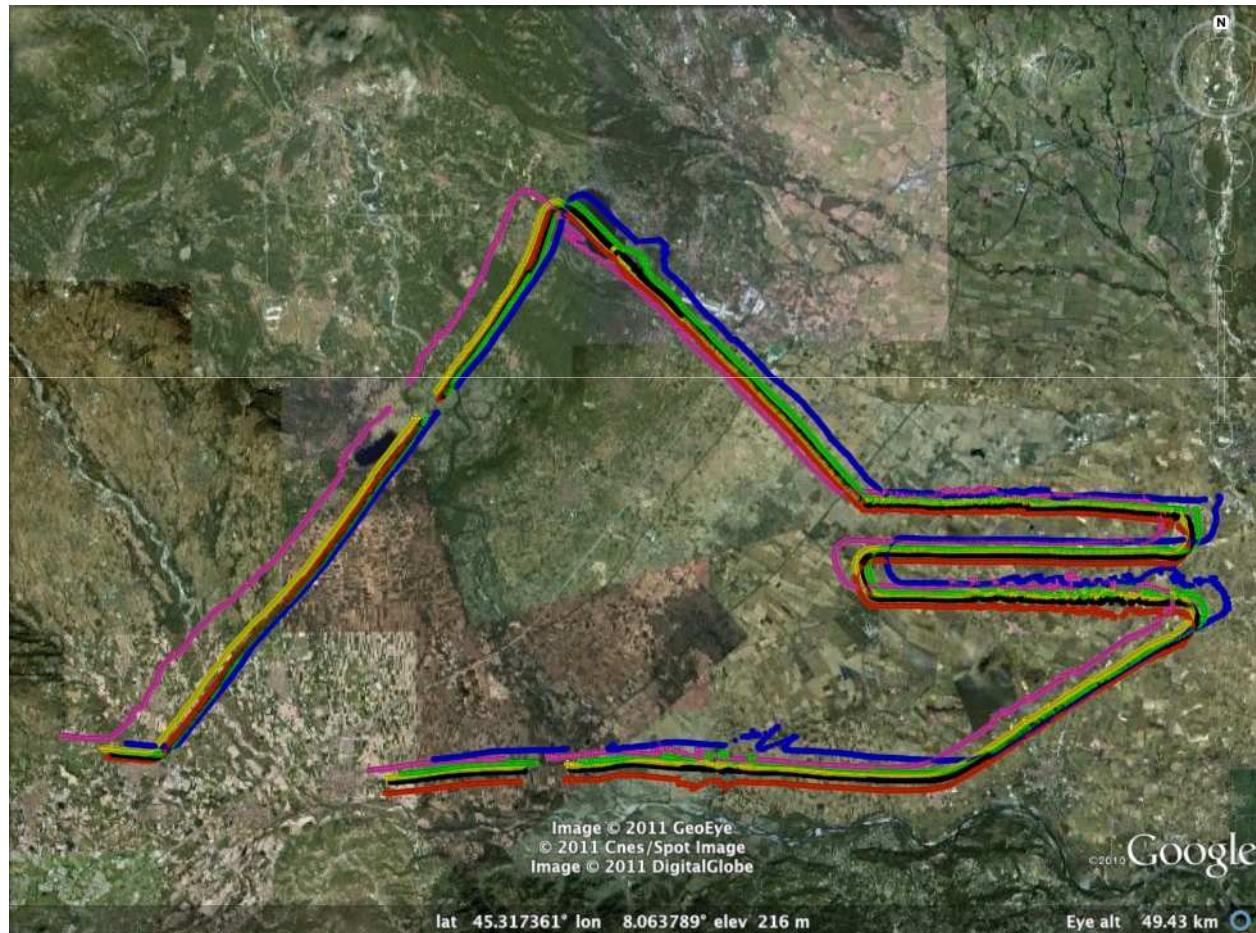 N
Image © 2011 GeoEye
© 2011 Cnes/Spot Image
Image © 2011 DigitalGlobe
©2010 Google
lat 45.317361° lon 8.063789° elev 216 m
Eye alt 49.43 km